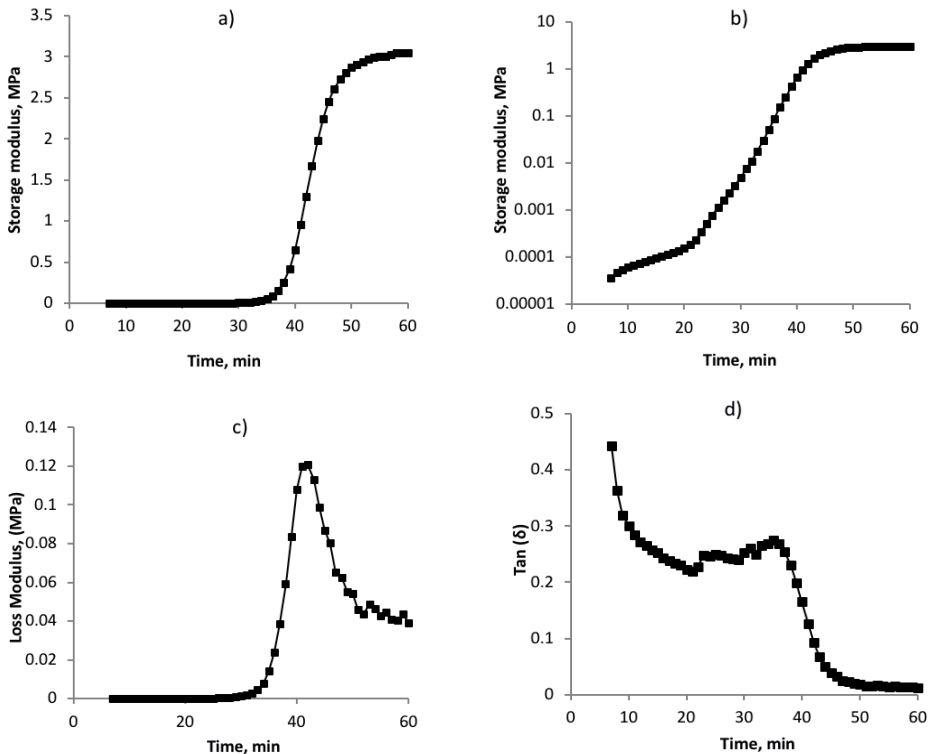 a)
Storage modulus, MPa
3.5
3
2.5
2
1.5
1
0.5
0
0 10 20 30 40 50 60
Time, min
b)
Storage modulus, MPa
10
1
0.1
0.01
0.001
0.0001
0.00001
0 10 20 30 40 50 60
Time, min
c)
Loss Modulus, (MPa)
0.14
0.12
0.1
0.08
0.06
0.04
0.02
0
0 20 40 60
Time, min
d)
Tan (δ)
0.5
0.4
0.3
0.2
0.1
0
0 10 20 30 40 50 60
Time, min